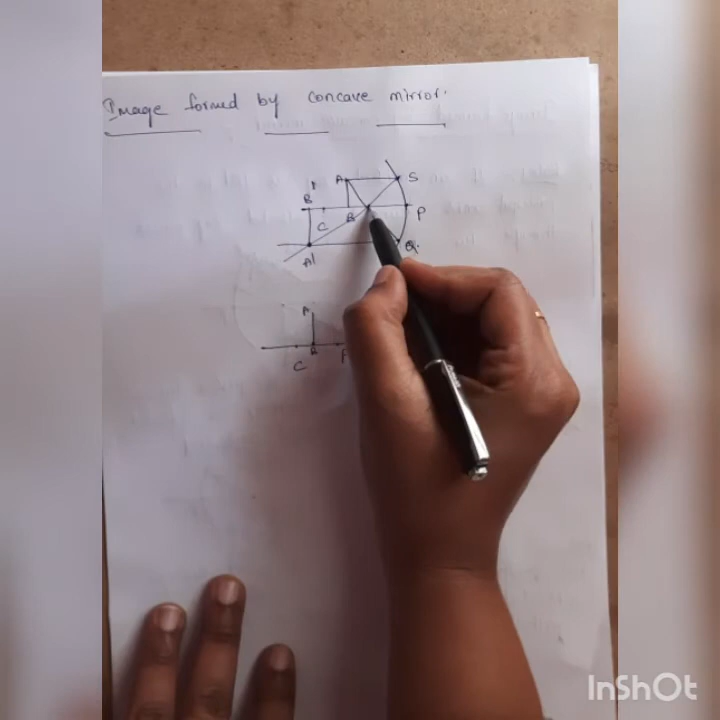 Image formed by concave mirror.
A S
B'
C B P
A' Q.
A
B
C F
InShOt